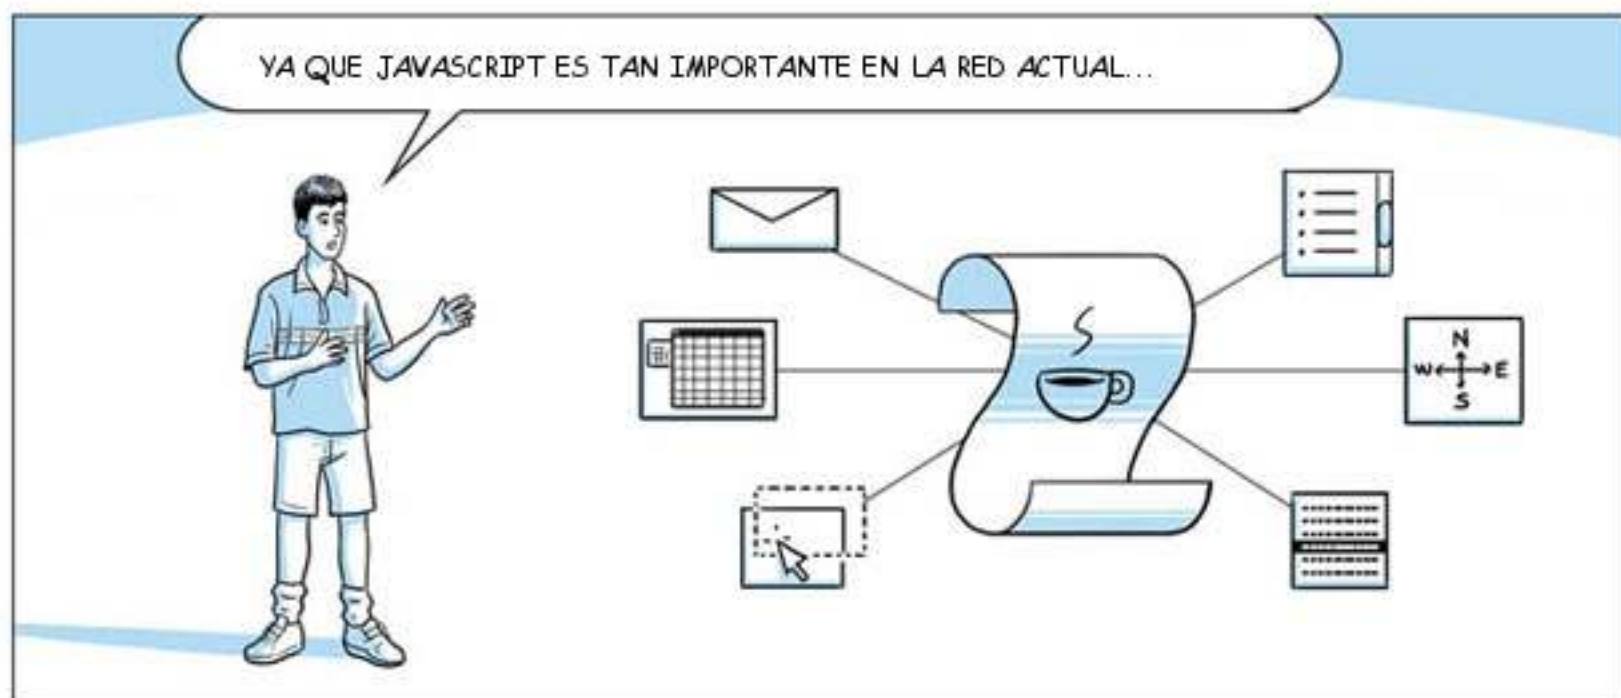 YA QUE JAVASCRIPT ES TAN IMPORTANTE EN LA RED ACTUAL...
N
W E
S